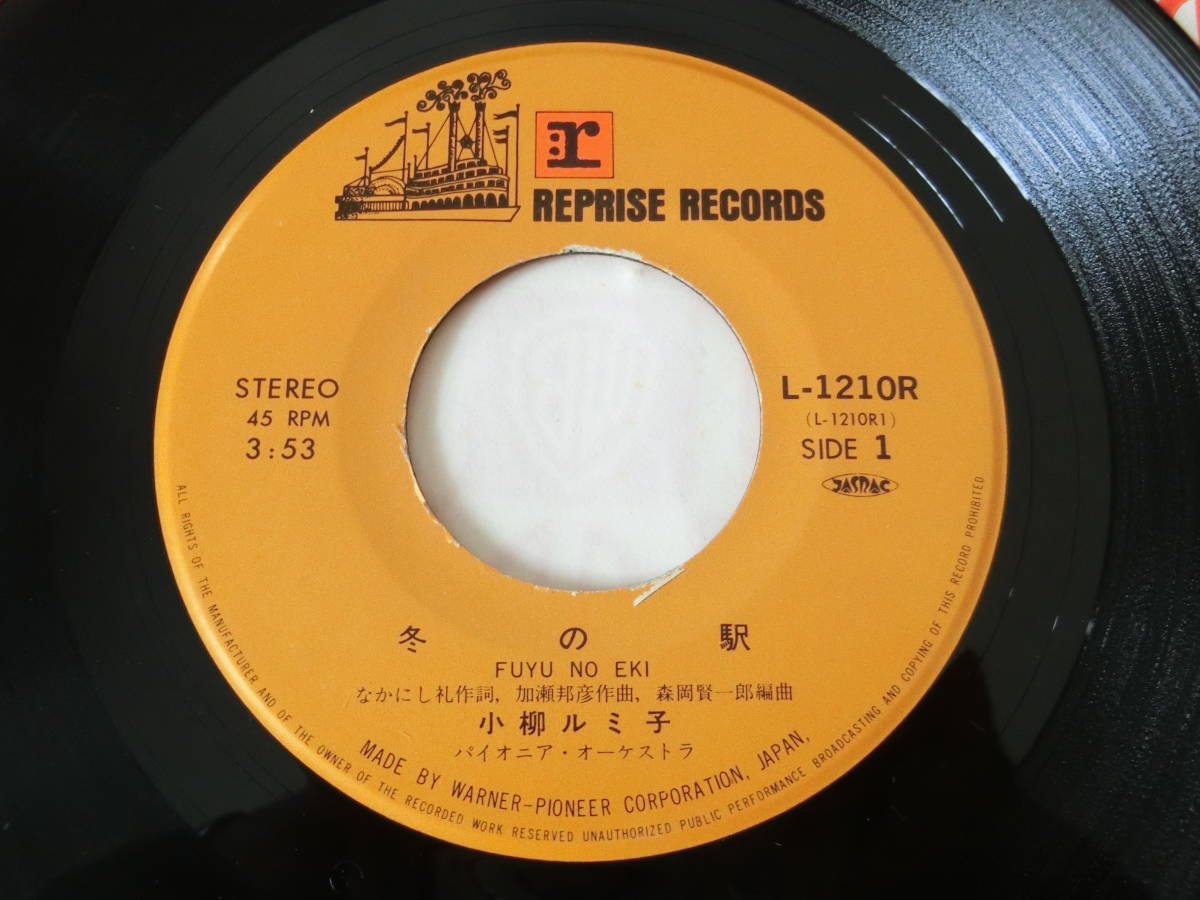 r
REPRISE RECORDS
STEREO
45 RPM
3:53
L-1210R
(L-1210R1)
SIDE 1
JASRAC
冬の駅
FUYU NO EKI
なかにし礼作詞, 加瀬邦彦作曲, 森岡賢一郎編曲
小柳ルミ子
パイオニア・オーケストラ
MADE BY WARNER-PIONEER CORPORATION, JAPAN,
ALL RIGHTS OF THE MANUFACTURER AND OF THE OWNER OF THE RECORDED WORK RESERVED UNAUTHORIZED PUBLIC PERFORMANCE BROADCASTING AND COPYING OF THIS RECORD PROHIBITED